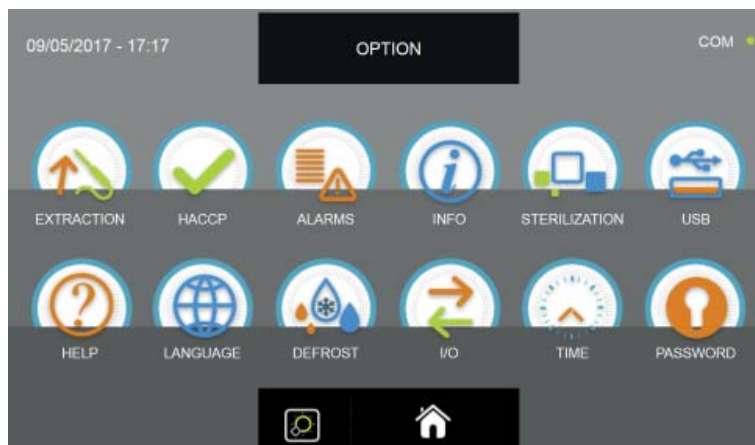 09/05/2017 - 17:17
OPTION
COM
EXTRACTION
HACCP
ALARMS
INFO
STERILIZATION
USB
HELP
LANGUAGE
DEFROST
I/O
TIME
PASSWORD